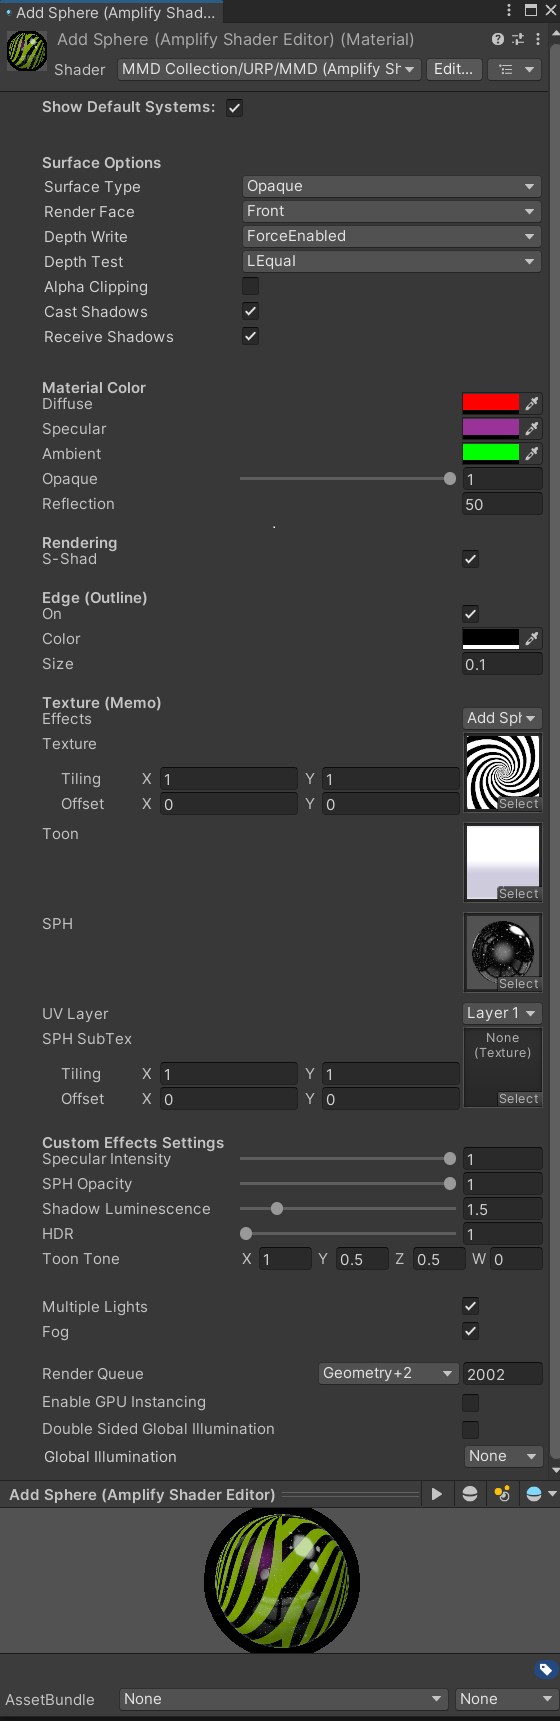 Add Sphere (Amplify Shad...
Add Sphere (Amplify Shader Editor) (Material)
Shader MMD Collection/URP/MMD (Amplify Sh Edit...
Show Default Systems:
Surface Options
Surface Type Opaque
Render Face Front
Depth Write ForceEnabled
Depth Test LEqual
Alpha Clipping
Cast Shadows
Receive Shadows
Material Color
Diffuse
Specular
Ambient
Opaque 1
Reflection 50
Rendering
S-Shad
Edge (Outline)
On
Color
Size 0.1
Texture (Memo)
Effects Add Sph
Texture
Tiling X 1 Y 1
Offset X 0 Y 0
Select
Toon
Select
SPH
Select
UV Layer Layer 1
SPH SubTex None
(Texture)
Tiling X 1 Y 1
Offset X 0 Y 0
Select
Custom Effects Settings
Specular Intensity 1
SPH Opacity 1
Shadow Luminescence 1.5
HDR 1
Toon Tone X 1 Y 0.5 Z 0.5 W 0
Multiple Lights
Fog
Render Queue Geometry+2 2002
Enable GPU Instancing
Double Sided Global Illumination
Global Illumination None
Add Sphere (Amplify Shader Editor)
AssetBundle None None